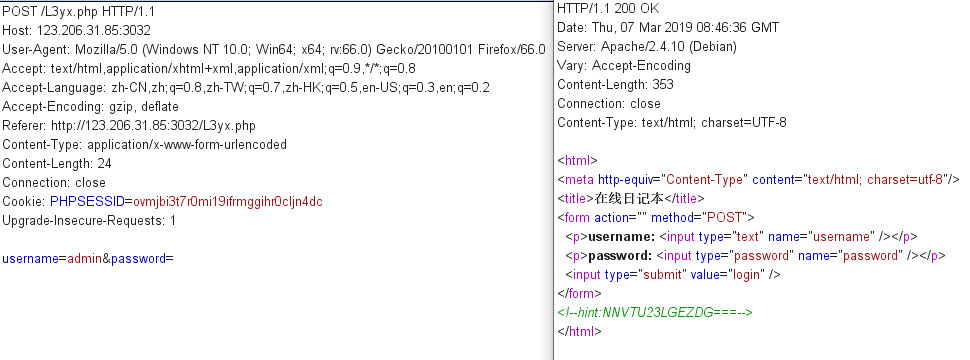 POST /L3yx.php HTTP/1.1
Host: 123.206.31.85:3032
User-Agent: Mozilla/5.0 (Windows NT 10.0; Win64; x64; rv:66.0) Gecko/20100101 Firefox/66.0
Accept: text/html,application/xhtml+xml,application/xml;q=0.9,*/*;q=0.8
Accept-Language: zh-CN,zh;q=0.8,zh-TW;q=0.7,zh-HK;q=0.5,en-US;q=0.3,en;q=0.2
Accept-Encoding: gzip, deflate
Referer: http://123.206.31.85:3032/L3yx.php
Content-Type: application/x-www-form-urlencoded
Content-Length: 24
Connection: close
Cookie: PHPSESSID=ovmjbi3t7r0mi19ifrmggihr0cljn4dc
Upgrade-Insecure-Requests: 1
username=admin&password=
HTTP/1.1 200 OK
Date: Thu, 07 Mar 2019 08:46:36 GMT
Server: Apache/2.4.10 (Debian)
Vary: Accept-Encoding
Content-Length: 353
Connection: close
Content-Type: text/html; charset=UTF-8
<html>
<meta http-equiv="Content-Type" content="text/html; charset=utf-8"/>
<title>在线日记本</title>
<form action="" method="POST">
<p>username: <input type="text" name="username" /></p>
<p>password: <input type="password" name="password" /></p>
<input type="submit" value="login" />
</form>
<!--hint:NNVTU23LGEZDG===-->
</html>